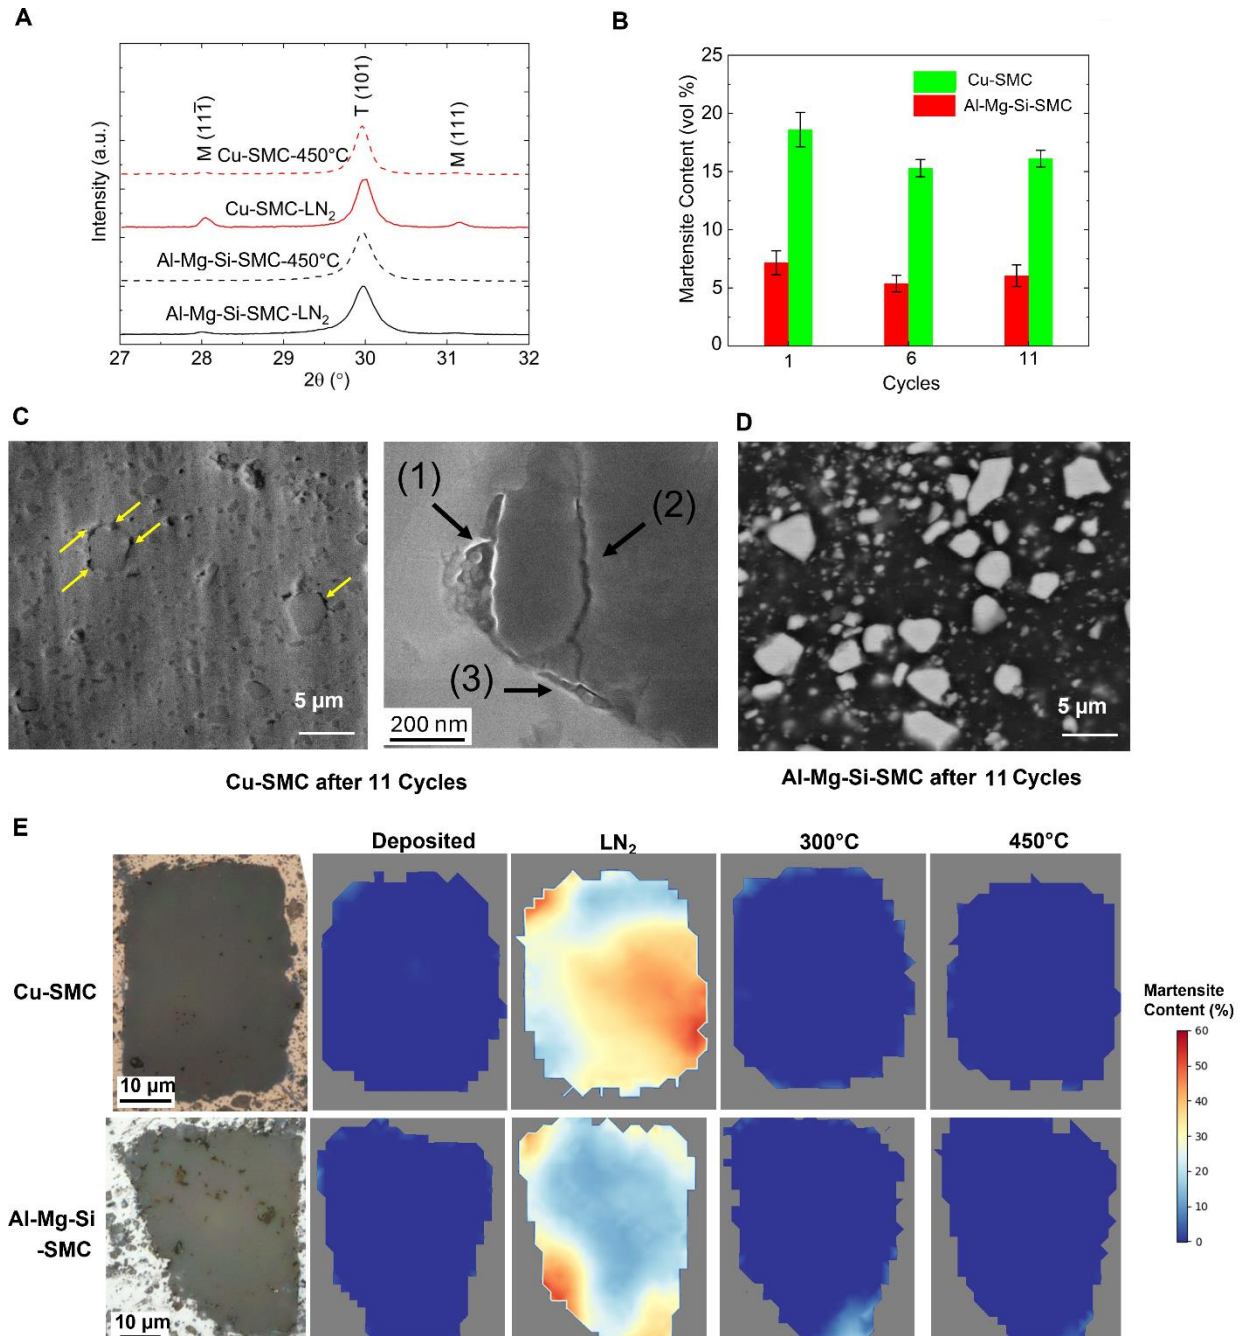 A
Intensity (a.u.)
M (111̅)
T (101)
M (111)
Cu-SMC-450°C
Cu-SMC-LN₂
Al-Mg-Si-SMC-450°C
Al-Mg-Si-SMC-LN₂
27 28 29 30 31 32
2θ (°)
B
Martensite Content (vol %)
25
20
15
10
5
0
Cu-SMC
Al-Mg-Si-SMC
1 6 11
Cycles
C
5 µm
(1)
(2)
(3)
200 nm
Cu-SMC after 11 Cycles
D
5 µm
Al-Mg-Si-SMC after 11 Cycles
E
Deposited LN₂ 300°C 450°C
Cu-SMC
10 µm
Al-Mg-Si
-SMC
10 µm
Martensite
Content (%)
60
50
40
30
20
10
0